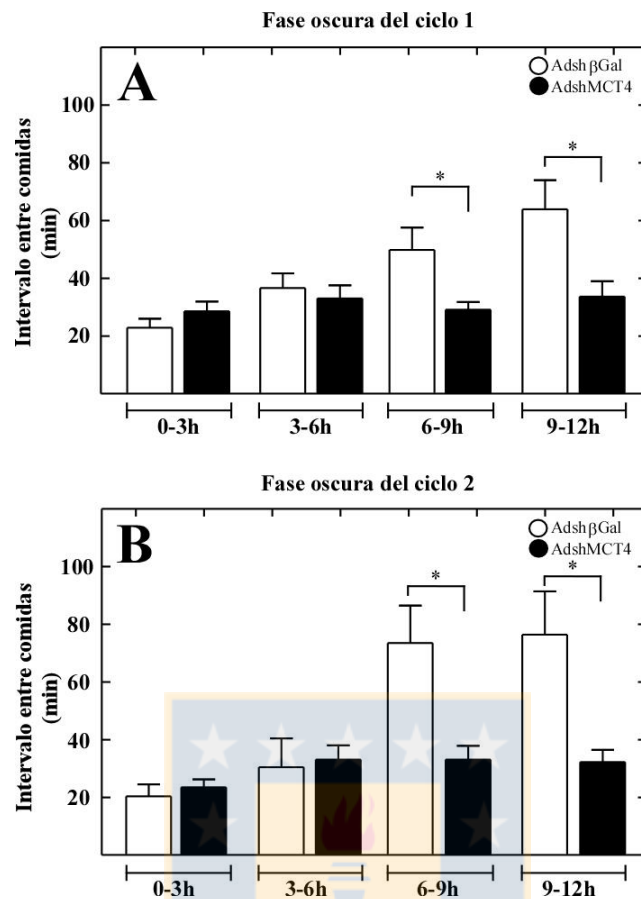 Fase oscura del ciclo 1
A
Adsh βGal
AdshMCT4
Intervalo entre comidas
(min)
100
80
60
40
20
*
*
0-3h
3-6h
6-9h
9-12h
Fase oscura del ciclo 2
B
Adsh βGal
AdshMCT4
Intervalo entre comidas
(min)
100
80
60
40
20
*
*
0-3h
3-6h
6-9h
9-12h